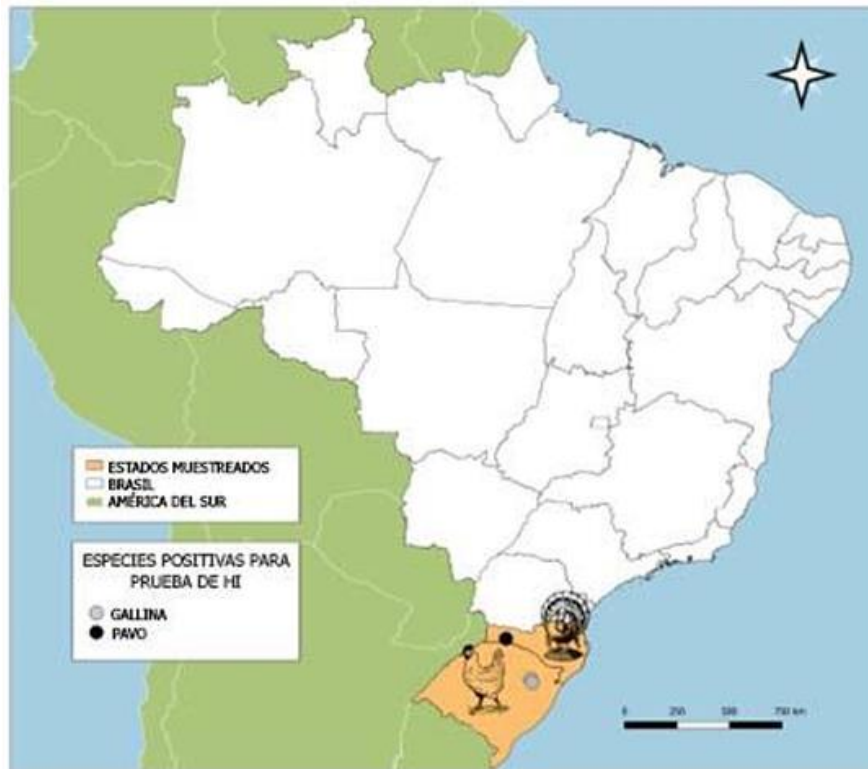 ESTADOS MUESTREADOS
BRASIL
AMÉRICA DEL SUR
ESPECIES POSITIVAS PARA
PRUEBA DE HI
GALLINA
PAVO
0 250 500 750 km